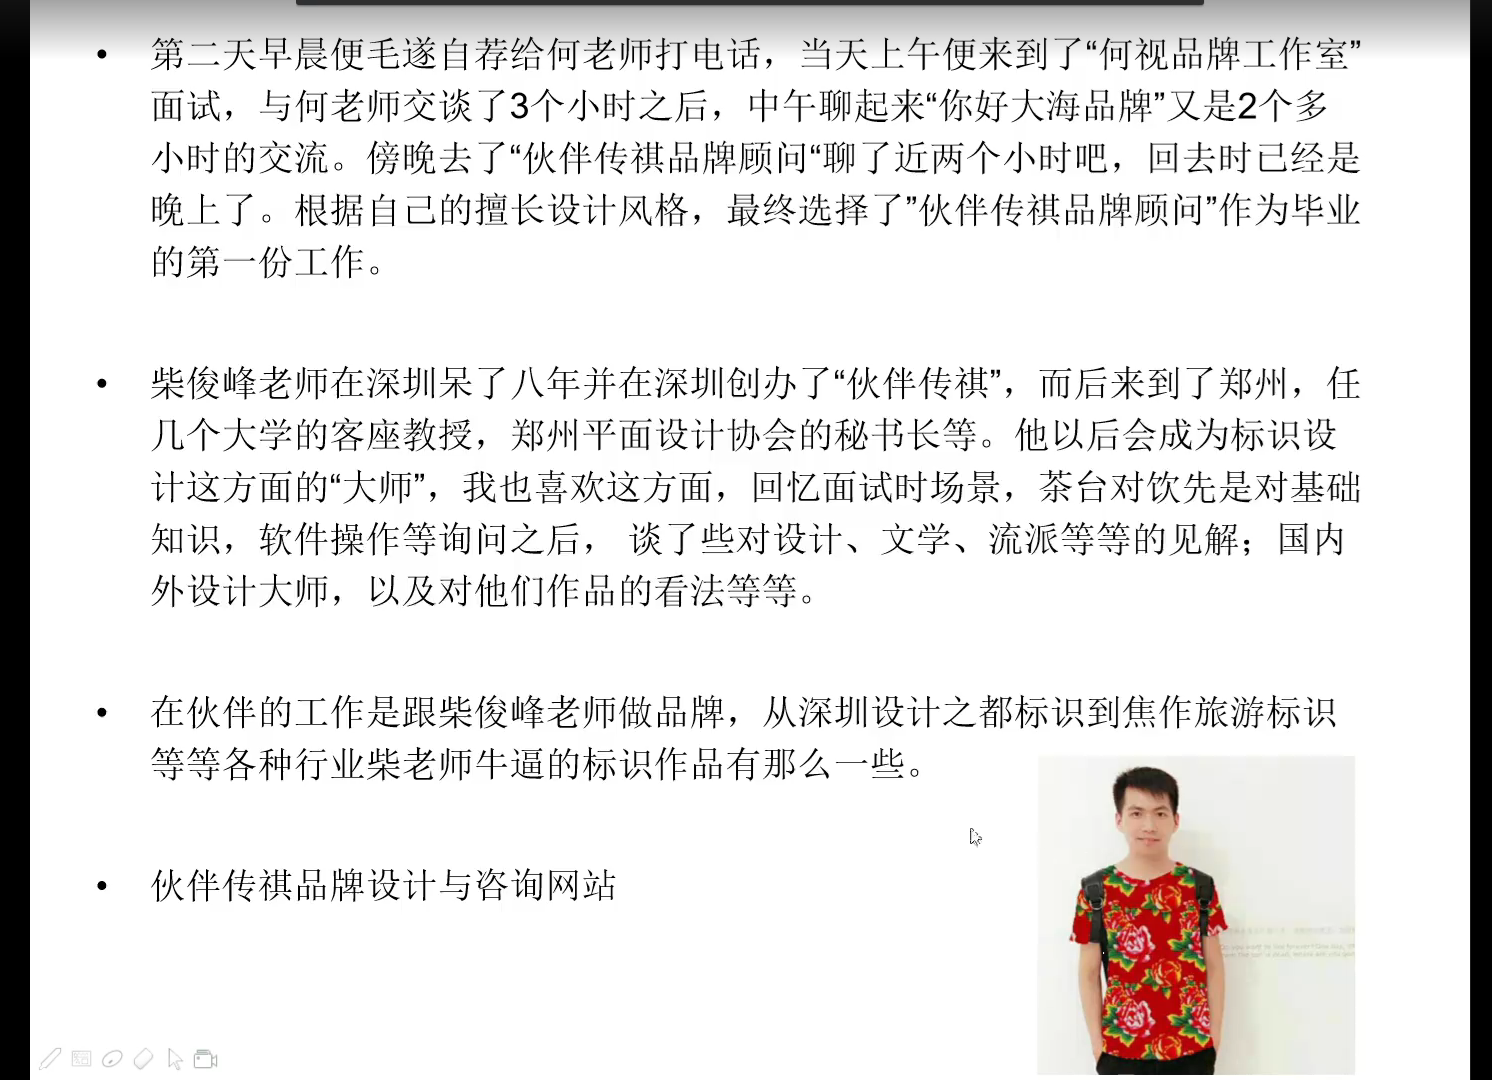 • 第二天早晨便毛遂自荐给何老师打电话，当天上午便来到了“何视品牌工作室”
面试，与何老师交谈了3个小时之后，中午聊起来“你好大海品牌”又是2个多
小时的交流。傍晚去了“伙伴传祺品牌顾问“聊了近两个小时吧，回去时已经是
晚上了。根据自己的擅长设计风格，最终选择了”伙伴传祺品牌顾问”作为毕业
的第一份工作。
• 柴俊峰老师在深圳呆了八年并在深圳创办了“伙伴传祺”，而后来到了郑州，任
几个大学的客座教授，郑州平面设计协会的秘书长等。他以后会成为标识设
计这方面的“大师”，我也喜欢这方面，回忆面试时场景，茶台对饮先是对基础
知识，软件操作等询问之后， 谈了些对设计、文学、流派等等的见解；国内
外设计大师，以及对他们作品的看法等等。
• 在伙伴的工作是跟柴俊峰老师做品牌，从深圳设计之都标识到焦作旅游标识
等等各种行业柴老师牛逼的标识作品有那么一些。
• 伙伴传祺品牌设计与咨询网站